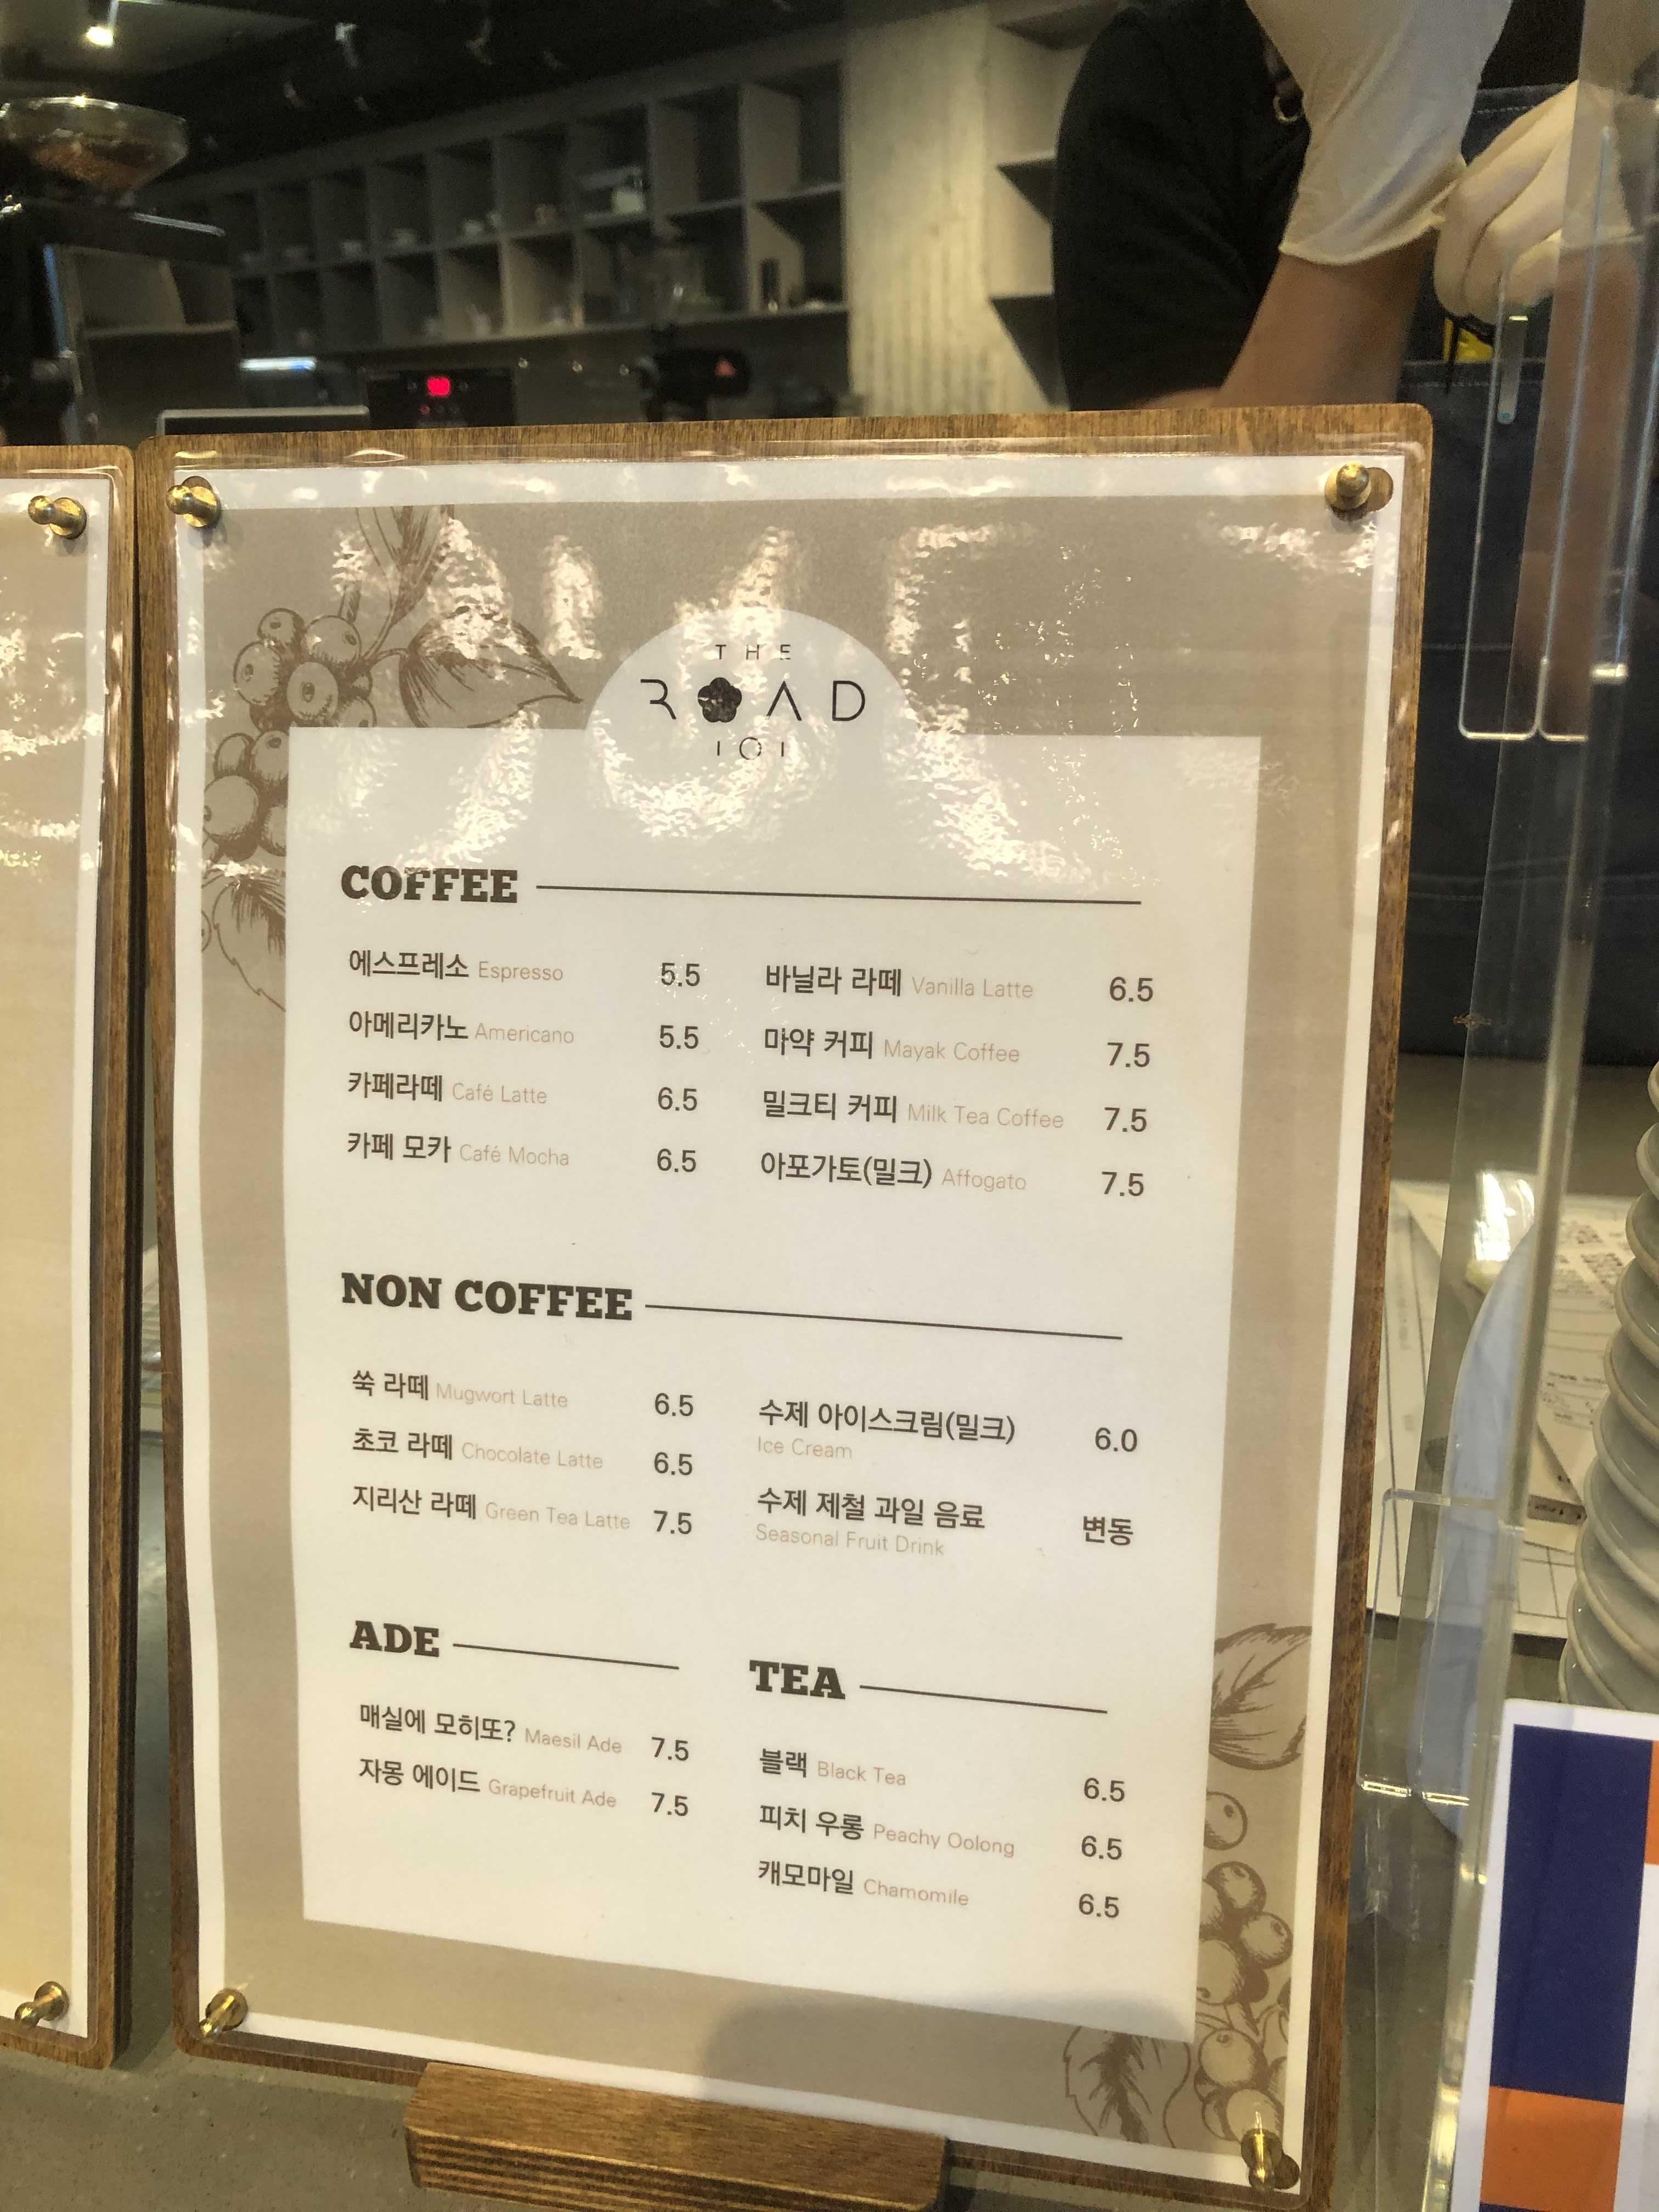 THE
ROAD
101
COFFEE
에스프레소 Espresso 5.5
아메리카노 Americano 5.5
카페라떼 Café Latte 6.5
카페 모카 Café Mocha 6.5
바닐라 라떼 Vanilla Latte 6.5
마약 커피 Mayak Coffee 7.5
밀크티 커피 Milk Tea Coffee 7.5
아포가토(밀크) Affogato 7.5
NON COFFEE
쑥 라떼 Mugwort Latte 6.5
초코 라떼 Chocolate Latte 6.5
지리산 라떼 Green Tea Latte 7.5
수제 아이스크림(밀크) 6.0
Ice Cream
수제 제철 과일 음료 변동
Seasonal Fruit Drink
ADE
매실에 모히또? Maesil Ade 7.5
자몽 에이드 Grapefruit Ade 7.5
TEA
블랙 Black Tea 6.5
피치 우롱 Peachy Oolong 6.5
캐모마일 Chamomile 6.5